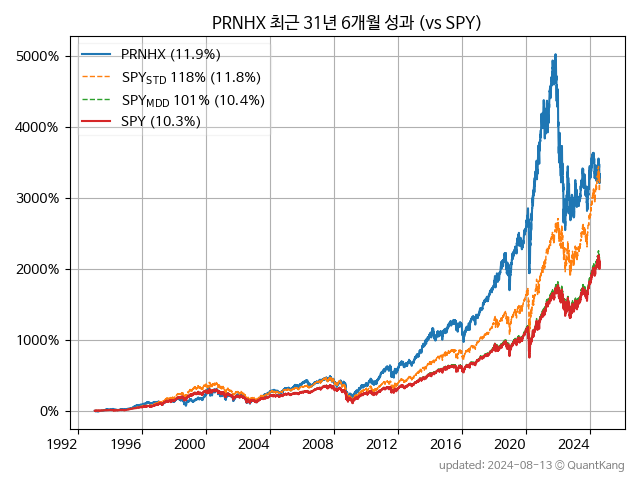 PRNHX 최근 31년 6개월 성과 (vs SPY)
PRNHX (11.9%)
SPY_STD 118% (11.8%)
SPY_MDD 101% (10.4%)
SPY (10.3%)
5000%
4000%
3000%
2000%
1000%
0%
1992 1996 2000 2004 2008 2012 2016 2020 2024
updated: 2024-08-13 © QuantKang